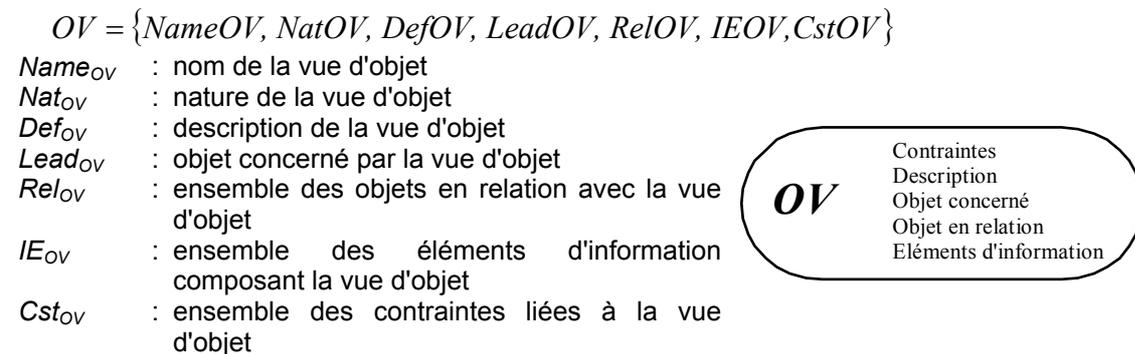 OV = {NameOV, NatOV, DefOV, LeadOV, RelOV, IEOV,CstOV}
NameOV : nom de la vue d'objet
NatOV : nature de la vue d'objet
DefOV : description de la vue d'objet
LeadOV : objet concerné par la vue d'objet
RelOV : ensemble des objets en relation avec la vue
d'objet
IEOV : ensemble des éléments d'information
composant la vue d'objet
CstOV : ensemble des contraintes liées à la vue
d'objet
OV
Contraintes
Description
Objet concerné
Objet en relation
Eléments d'information